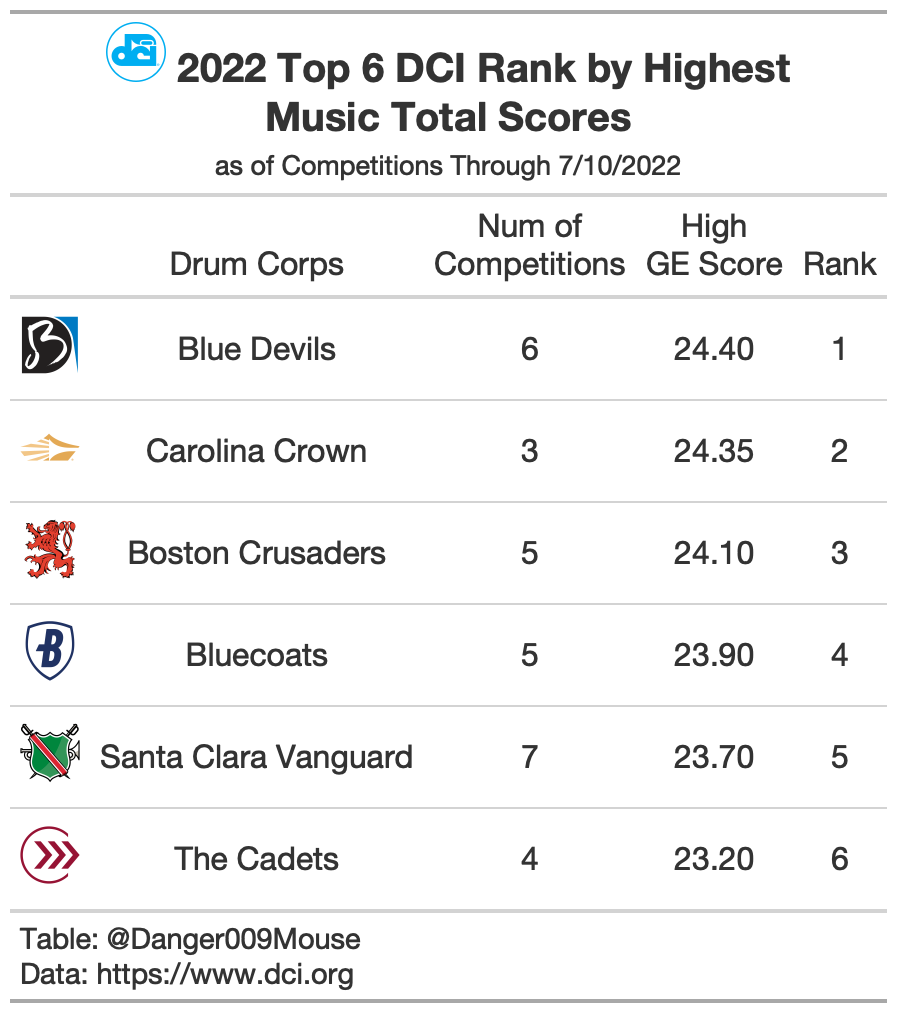 dci
2022 Top 6 DCI Rank by Highest
Music Total Scores
as of Competitions Through 7/10/2022
Drum Corps Num of Competitions High GE Score Rank
B Blue Devils 6 24.40 1
Carolina Crown 3 24.35 2
Boston Crusaders 5 24.10 3
B Bluecoats 5 23.90 4
Santa Clara Vanguard 7 23.70 5
The Cadets 4 23.20 6
Table: @Danger009Mouse
Data: https://www.dci.org